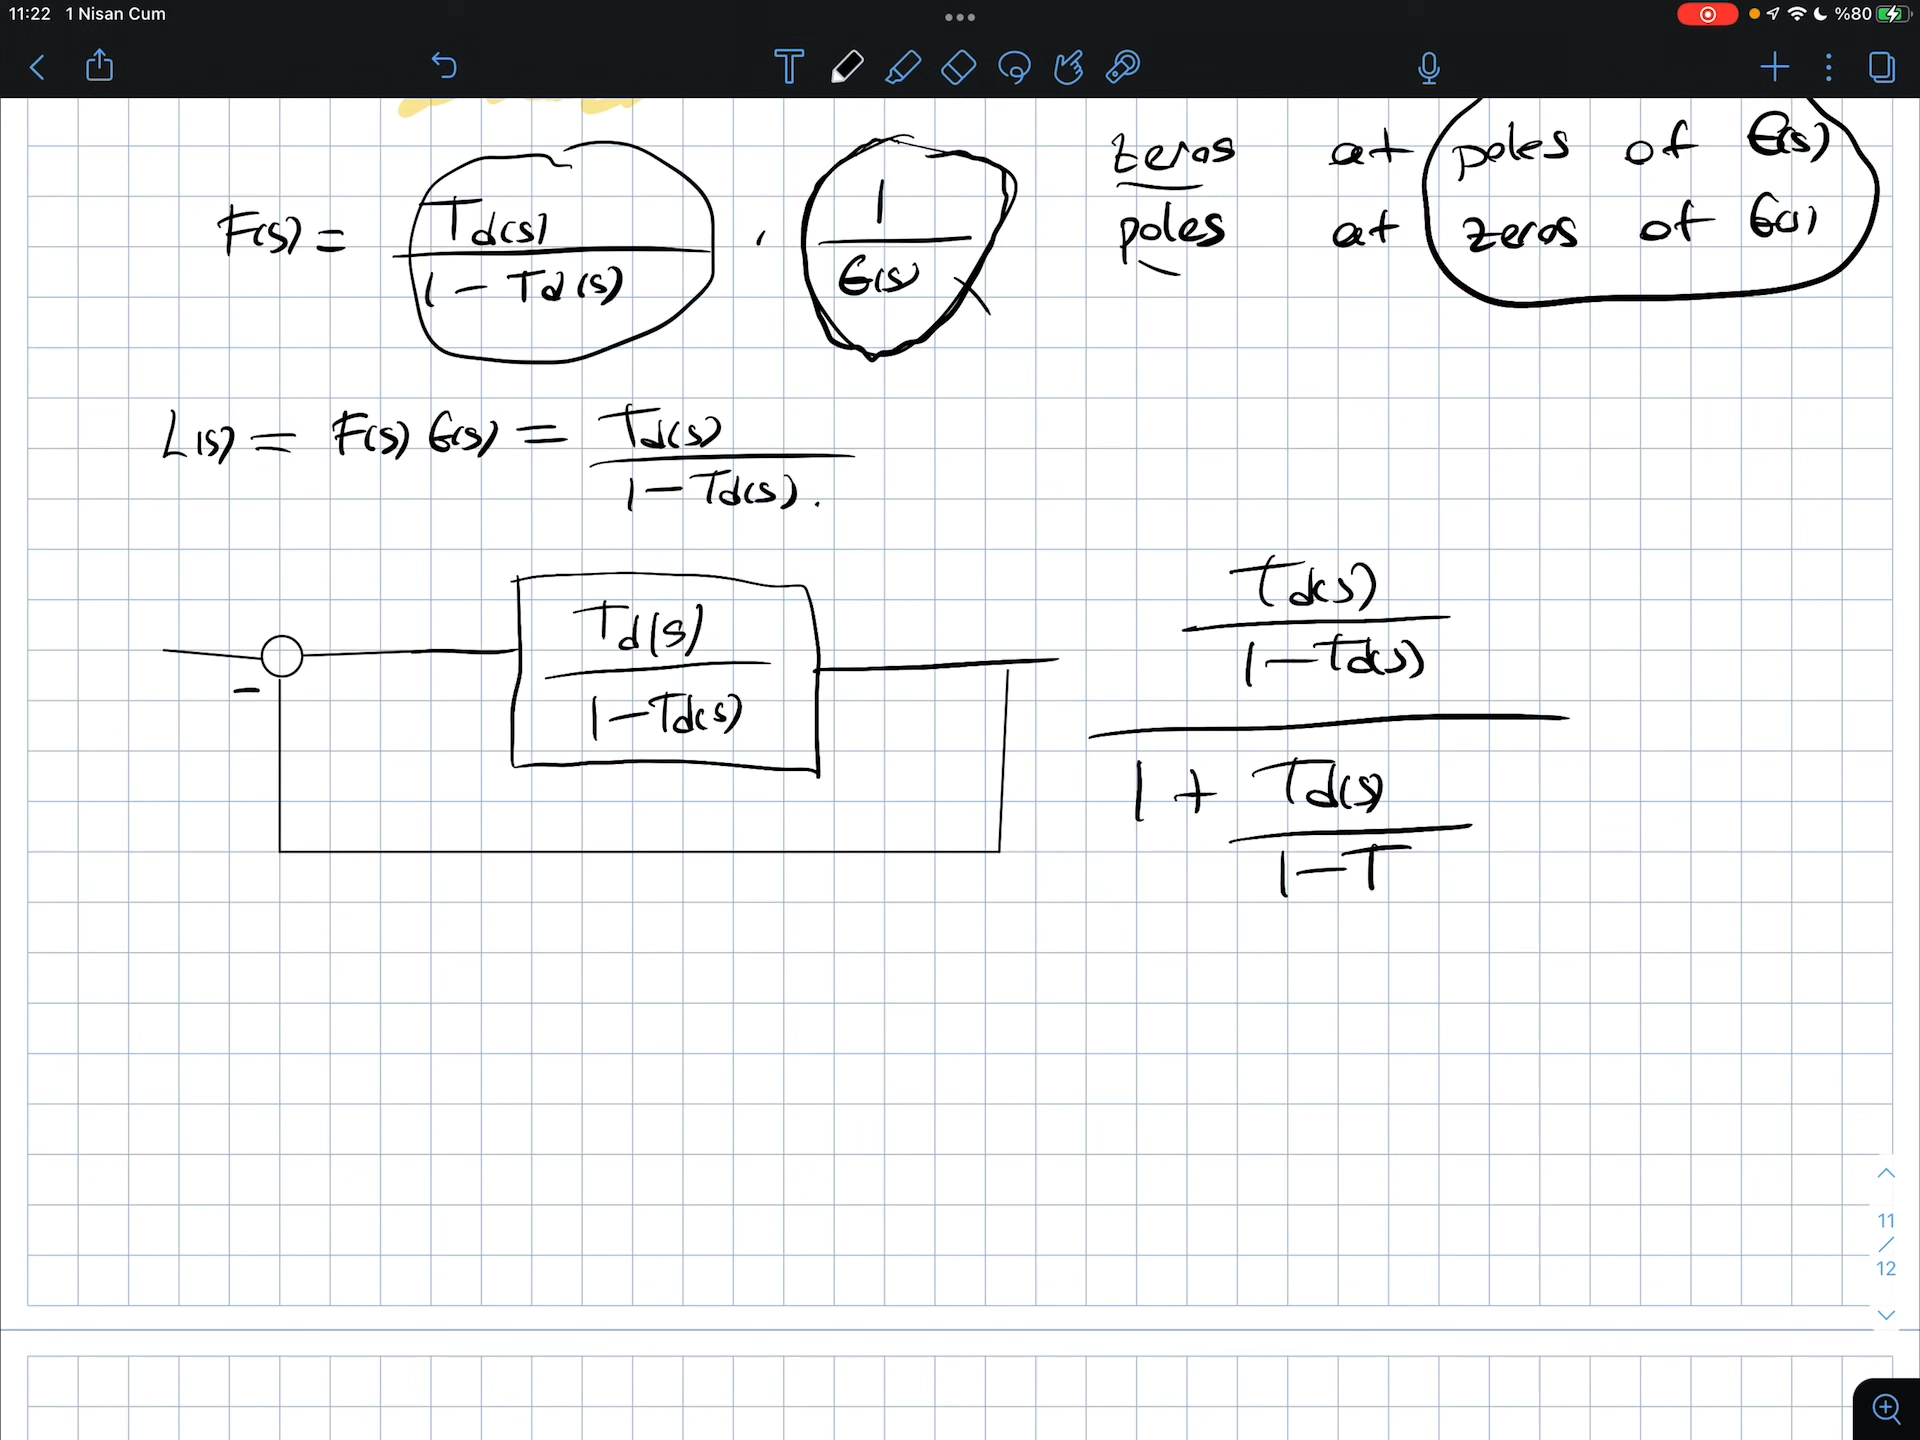 11:22 1 Nisan Cum
%80
T
zeros at poles of G(s)
F(s) = Td(s) / 1 - Td(s) . 1 / G(s)
poles at zeros of G(s)
L(s) = F(s) G(s) = Td(s) / 1 - Td(s) .
Td(s)
1 - Td(s)
-
Td(s)
1 - Td(s)
1 + Td(s)
1 - T
11
/
12